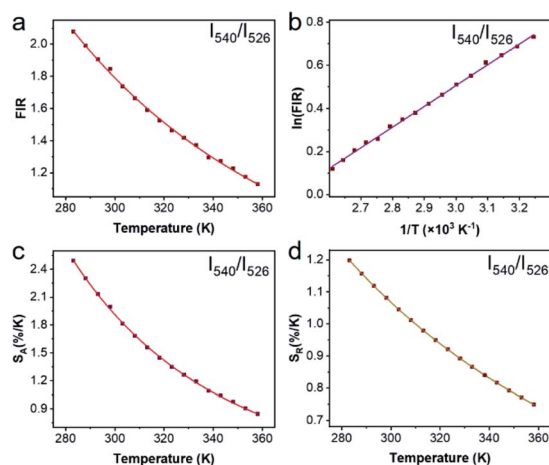 a
I540/I526
FIR
2.0
1.8
1.6
1.4
1.2
280
300
320
340
360
Temperature (K)
b
I540/I526
ln(FIR)
0.8
0.6
0.4
0.2
0.0
2.7
2.8
2.9
3.0
3.1
3.2
1/T (×10³ K⁻¹)
c
I540/I526
SA(%/K)
2.4
2.1
1.8
1.5
1.2
0.9
280
300
320
340
360
Temperature (K)
d
I540/I526
SR(%/K)
1.2
1.1
1.0
0.9
0.8
0.7
280
300
320
340
360
Temperature (K)